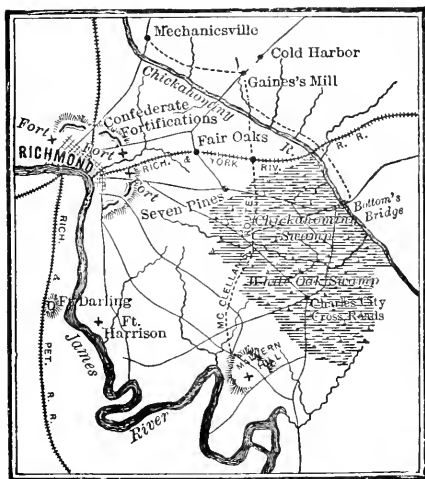 Mechanicsville
Cold Harbor
Chickahominy
Gaines's Mill
Confederate
Fortifications
Fort
Fort
R.
Fair Oaks
R. R.
RICHMOND
RICH. & YORK RIV.
Fort
Seven Pines
Bottom's
Bridge
Chickahominy
Swamp
RICH. & PET. R. R.
MC CLELLAN'S ROUTE
White Oak Swamp
Charles City
Cross Roads
Ft. Darling
Ft.
Harrison
James
River
MALVERN
HILL